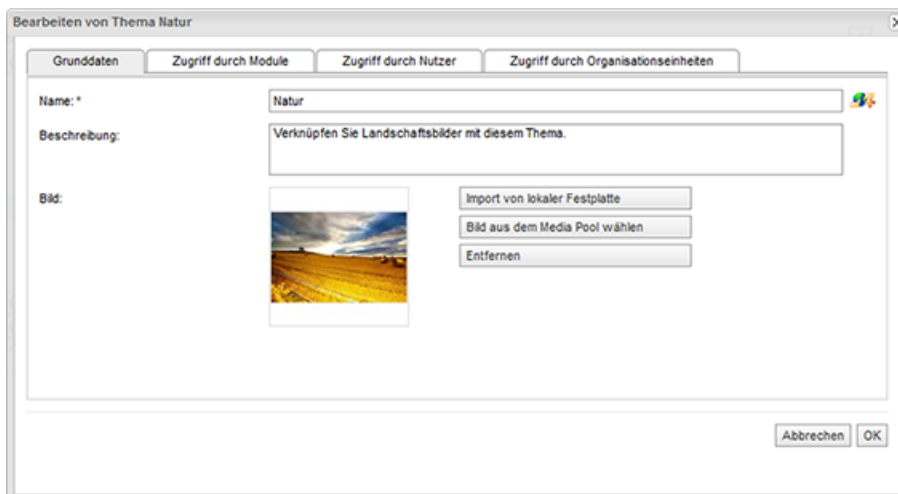 Bearbeiten von Thema Natur
Grunddaten
Zugriff durch Module
Zugriff durch Nutzer
Zugriff durch Organisationseinheiten
Name: *
Natur
Beschreibung:
Verknüpfen Sie Landschaftsbilder mit diesem Thema.
Bild:
Import von lokaler Festplatte
Bild aus dem Media Pool wählen
Entfernen
Abbrechen
OK